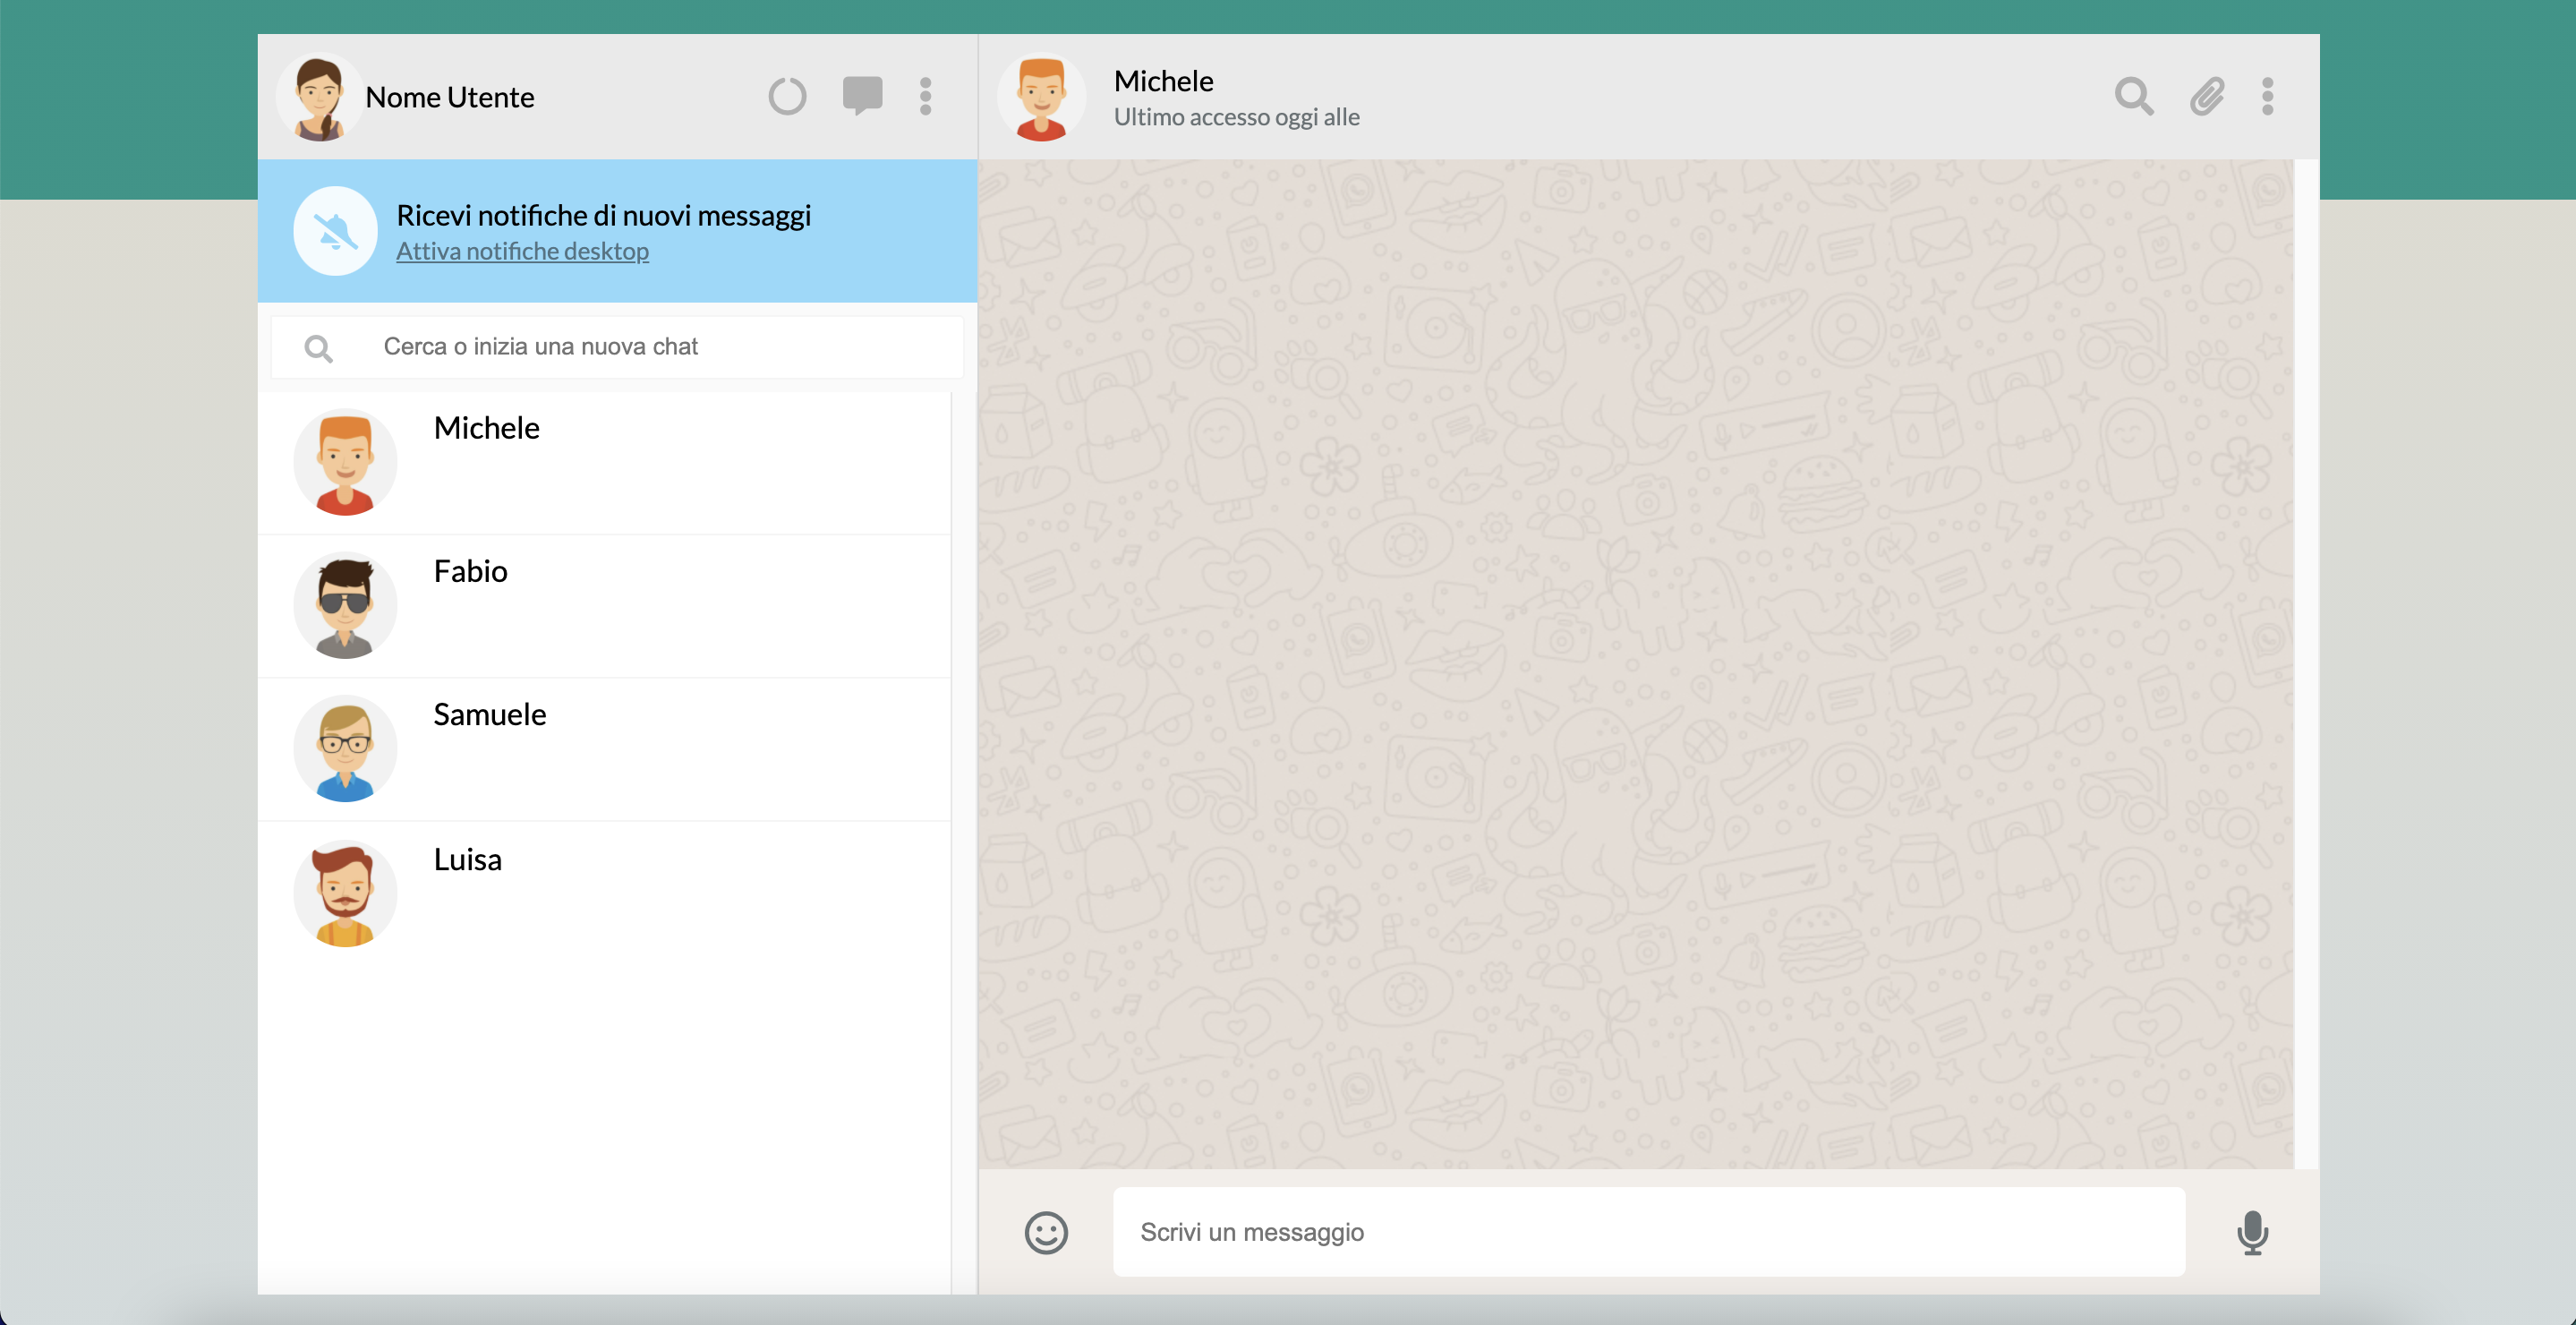 Nome Utente
Ricevi notifiche di nuovi messaggi
Attiva notifiche desktop
Cerca o inizia una nuova chat
Michele
Fabio
Samuele
Luisa
Michele
Ultimo accesso oggi alle
Scrivi un messaggio